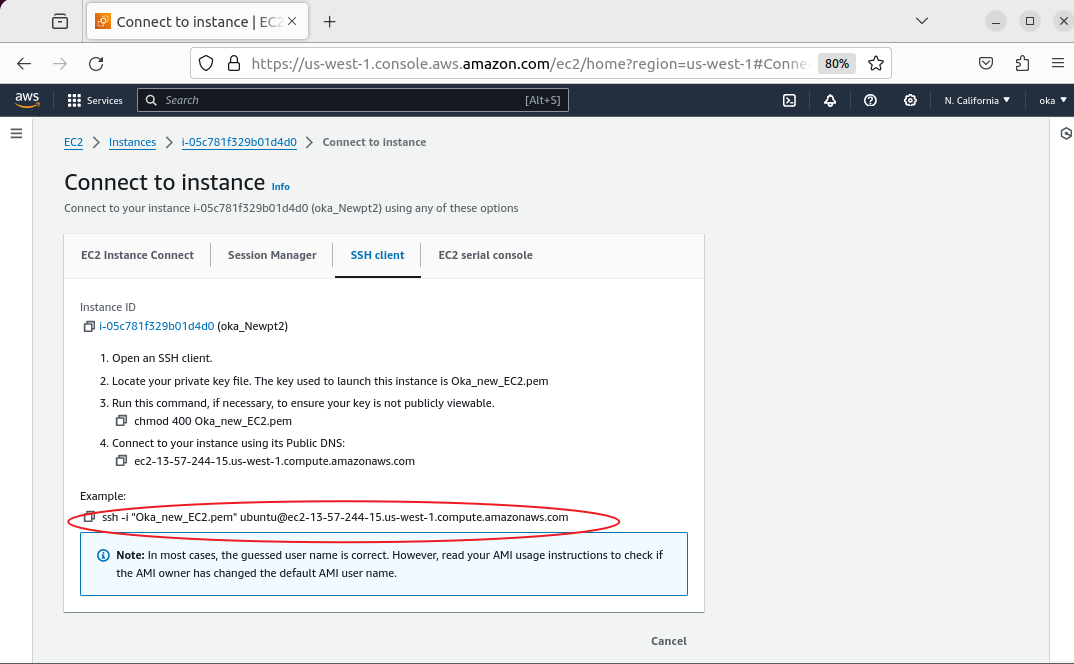 Connect to instance | EC2
https://us-west-1.console.aws.amazon.com/ec2/home?region=us-west-1#Conne
80%
aws
Services
Search
[Alt+S]
N. California
oka
EC2 > Instances > i-05c781f329b01d4d0 > Connect to instance
Connect to instance Info
Connect to your instance i-05c781f329b01d4d0 (oka_Newpt2) using any of these options
EC2 Instance Connect
Session Manager
SSH client
EC2 serial console
Instance ID
i-05c781f329b01d4d0 (oka_Newpt2)
1. Open an SSH client.
2. Locate your private key file. The key used to launch this instance is Oka_new_EC2.pem
3. Run this command, if necessary, to ensure your key is not publicly viewable.
chmod 400 Oka_new_EC2.pem
4. Connect to your instance using its Public DNS:
ec2-13-57-244-15.us-west-1.compute.amazonaws.com
Example:
ssh -i "Oka_new_EC2.pem" ubuntu@ec2-13-57-244-15.us-west-1.compute.amazonaws.com
Note: In most cases, the guessed user name is correct. However, read your AMI usage instructions to check if
the AMI owner has changed the default AMI user name.
Cancel